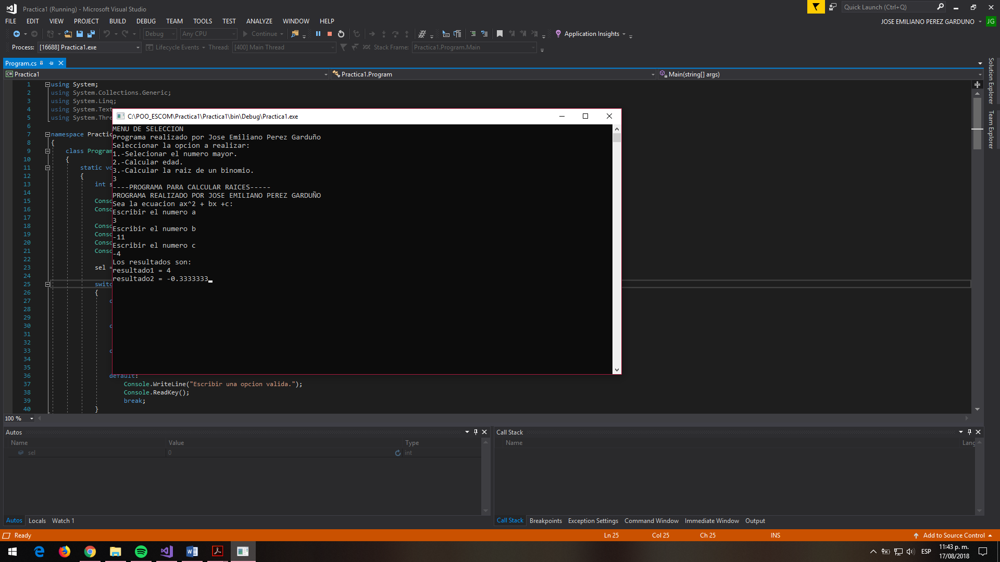 Practica1 (Running) - Microsoft Visual Studio
Quick Launch (Ctrl+Q)
FILE EDIT VIEW PROJECT BUILD DEBUG TEAM TOOLS TEST ANALYZE WINDOW HELP
JOSE EMILIANO PEREZ GARDUNO JG
Debug Any CPU Continue Application Insights
Process: [16688] Practica1.exe Lifecycle Events Thread: [400] Main Thread Stack Frame: Practica1.Program.Main
Program.cs
Practica1 Practica1.Program Main(string[] args)
Solution Explorer
Team Explorer
1 using System;
2 using System.Collections.Generic;
3 using System.Linq;
4 using System.Text
5 using System.Thre
6
7 namespace Practic
8 {
9 class Program
10 {
11 static vo
12 {
13 int s
14
15 Conso
16 Conso
17
18 Conso
19 Conso
20 Conso
21 Conso
22
23 sel =
24
25 switc
26 {
27 c
28
29
30 c
31
32
33 c
34
35
36 default:
37 Console.WriteLine("Escribir una opcion valida.");
38 Console.ReadKey();
39 break;
40 }
C:\POO_ESCOM\Practica1\Practica1\bin\Debug\Practica1.exe
MENU DE SELECCION
Programa realizado por Jose Emiliano Perez Garduño
Seleccionar la opcion a realizar:
1.-Selecionar el numero mayor.
2.-Calcular edad.
3.-Calcular la raiz de un binomio.
3
----PROGRAMA PARA CALCULAR RAICES-----
PROGRAMA REALIZADO POR JOSE EMILIANO PEREZ GARDUÑO
Sea la ecuacion ax^2 + bx +c:
Escribir el numero a
3
Escribir el numero b
-11
Escribir el numero c
-4
Los resultados son:
resultado1 = 4
resultado2 = -0.3333333
100 %
Autos
Name Value Type
sel 0 int
Autos Locals Watch 1
Call Stack
Name Lang
Call Stack Breakpoints Exception Settings Command Window Immediate Window Output
Ready Ln 25 Col 25 Ch 25 INS Add to Source Control
ESP 11:43 p. m.
17/08/2018